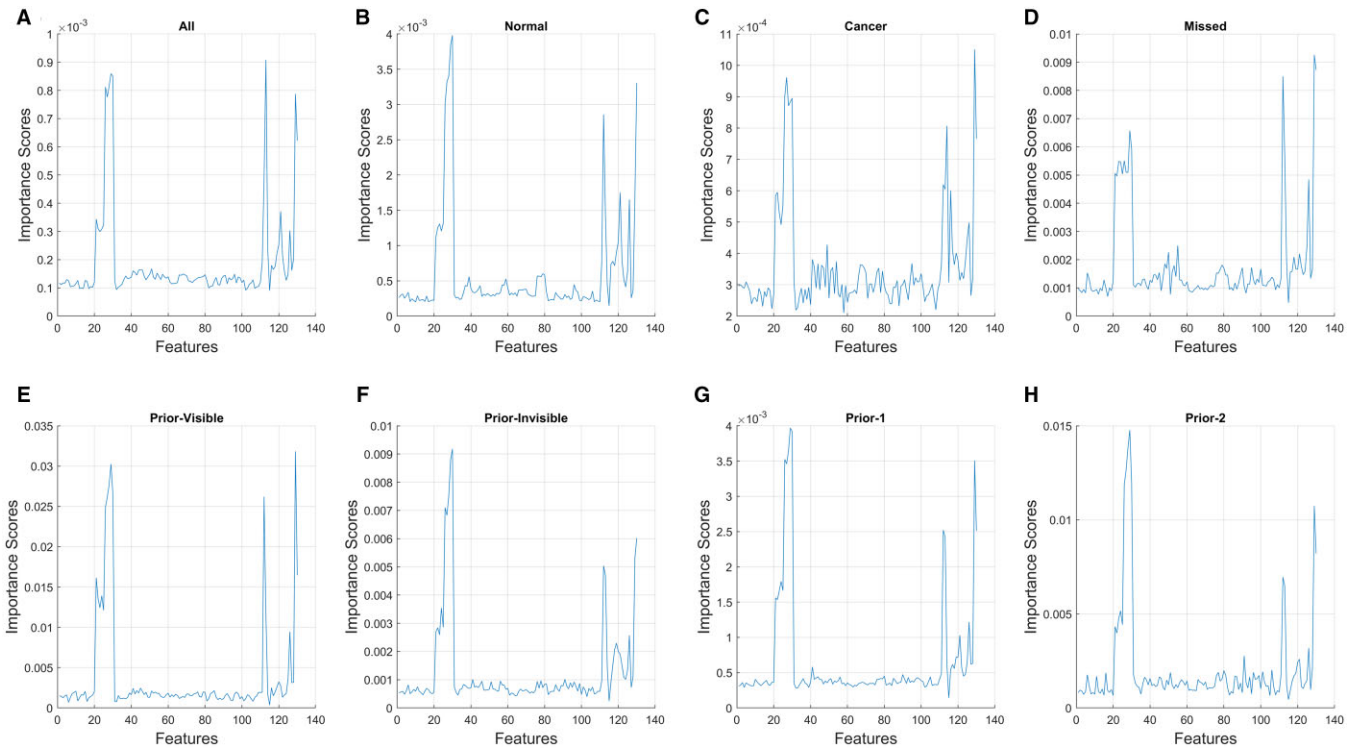 A
All
×10⁻³
1
0.9
0.8
0.7
0.6
0.5
0.4
0.3
0.2
0.1
0
Importance Scores
0 20 40 60 80 100 120 140
Features
B
Normal
×10⁻³
4
3.5
3
2.5
2
1.5
1
0.5
0
Importance Scores
0 20 40 60 80 100 120 140
Features
C
Cancer
×10⁻⁴
11
10
9
8
7
6
5
4
3
2
Importance Scores
0 20 40 60 80 100 120 140
Features
D
Missed
0.01
0.009
0.008
0.007
0.006
0.005
0.004
0.003
0.002
0.001
0
Importance Scores
0 20 40 60 80 100 120 140
Features
E
Prior-Visible
0.035
0.03
0.025
0.02
0.015
0.01
0.005
0
Importance Scores
0 20 40 60 80 100 120 140
Features
F
Prior-Invisible
0.01
0.009
0.008
0.007
0.006
0.005
0.004
0.003
0.002
0.001
0
Importance Scores
0 20 40 60 80 100 120 140
Features
G
Prior-1
×10⁻³
4
3.5
3
2.5
2
1.5
1
0.5
0
Importance Scores
0 20 40 60 80 100 120 140
Features
H
Prior-2
0.015
0.01
0.005
0
Importance Scores
0 20 40 60 80 100 120 140
Features